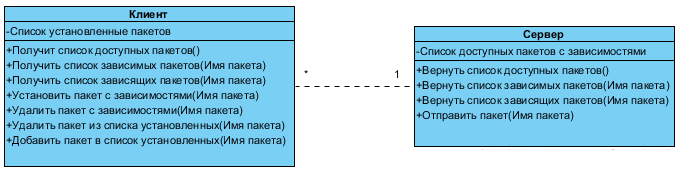 Клиент
-Список установленные пакетов
+Получит список доступных пакетов()
+Получить список зависимых пакетов(Имя пакета)
+Получить список зависящих пакетов(Имя пакета)
+Установить пакет с зависимостями(Имя пакета)
+Удалить пакет с зависимостями(Имя пакета)
+Удалить пакет из списка установленных(Имя пакета)
+Добавить пакет в список установленных(Имя пакета)
*
1
Сервер
-Список доступных пакетов с зависимостями
+Вернуть список доступных пакетов()
+Вернуть список зависимых пакетов(Имя пакета)
+Вернуть список зависящих пакетов(Имя пакета)
+Отправить пакет(Имя пакета)